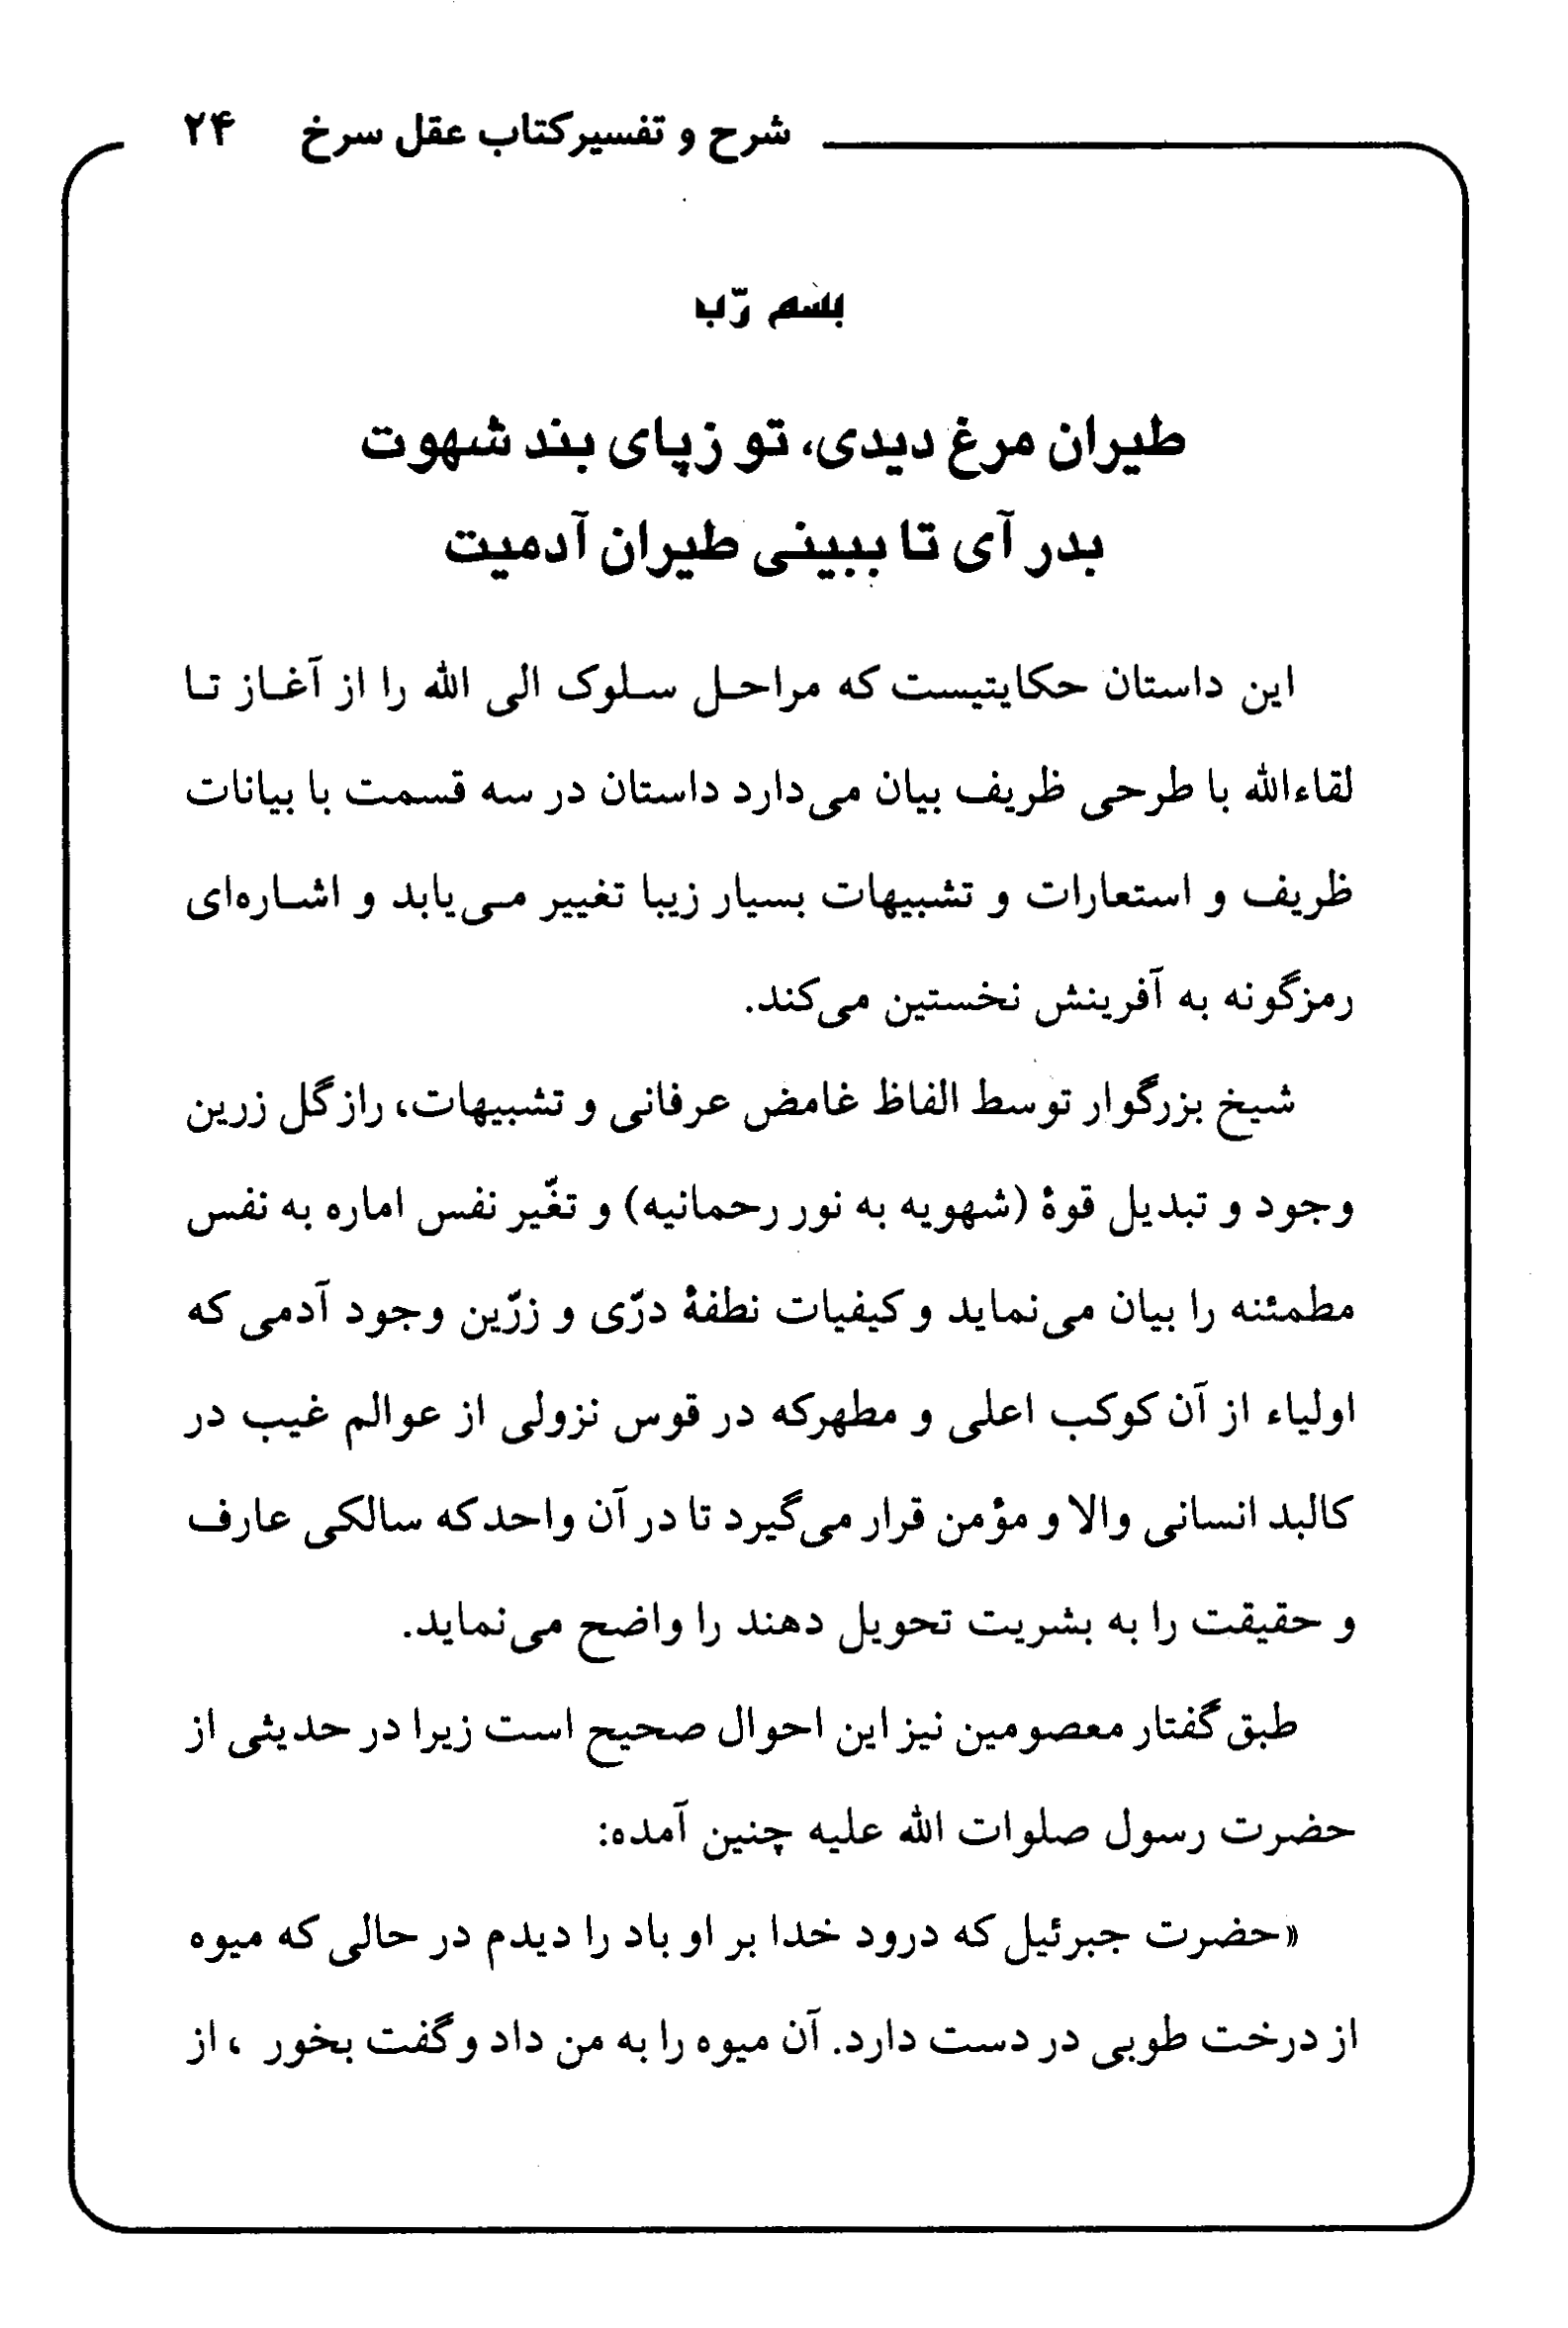 شرح و تفسیر کتاب عقل سرخ ۲۴
بسم ربّ
طیران مرغ دیدی، تو زپای بند شهوت
بدر آی تا ببینی طیران آدمیت
این داستان حکایتیست که مراحل سلوک الی الله را از آغاز تا
لقاءالله با طرحی ظریف بیان می‌دارد داستان در سه قسمت با بیانات
ظریف و استعارات و تشبیهات بسیار زیبا تغییر می‌یابد و اشاره‌ای
رمزگونه به آفرینش نخستین می‌کند.
شیخ بزرگوار توسط الفاظ غامض عرفانی و تشبیهات، راز گل زرین
وجود و تبدیل قوهٔ (شهویه به نور رحمانیه) و تغّیر نفس اماره به نفس
مطمئنه را بیان می‌نماید و کیفیات نطفهٔ درّی و زرّین وجود آدمی که
اولیاء از آن کوکب اعلی و مطهر که در قوس نزولی از عوالم غیب در
کالبد انسانی والا و مؤمن قرار می‌گیرد تا در آن واحد که سالکی عارف
و حقیقت را به بشریت تحویل دهند را واضح می‌نماید.
طبق گفتار معصومین نیز این احوال صحیح است زیرا در حدیثی از
حضرت رسول صلوات الله علیه چنین آمده:
«حضرت جبرئیل که درود خدا بر او باد را دیدم در حالی که میوه
از درخت طوبی در دست دارد. آن میوه را به من داد و گفت بخور ، از